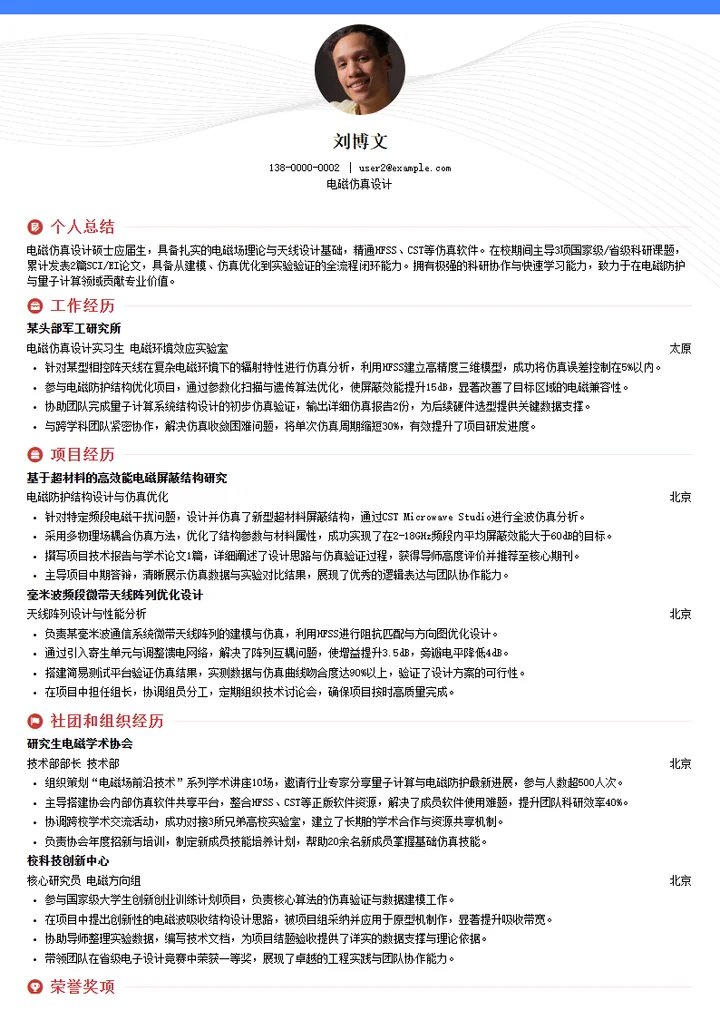 刘博文
138-0000-0002 | user2@example.com
电磁仿真设计
个人总结
电磁仿真设计硕士应届生，具备扎实的电磁场理论与天线设计基础，精通HFSS、CST等仿真软件。在校期间主导3项国家级/省级科研课题，
累计发表2篇SCI/EI论文，具备从建模、仿真优化到实验验证的全流程闭环能力。拥有极强的科研协作与快速学习能力，致力于在电磁防护
与量子计算领域贡献专业价值。
工作经历
某头部军工研究所
电磁仿真设计实习生 电磁环境效应实验室 太原
• 针对某型相控阵天线在复杂电磁环境下的辐射特性进行仿真分析，利用HFSS建立高精度三维模型，成功将仿真误差控制在5%以内。
• 参与电磁防护结构优化项目，通过参数化扫描与遗传算法优化，使屏蔽效能提升15dB，显著改善了目标区域的电磁兼容性。
• 协助团队完成量子计算系统结构设计的初步仿真验证，输出详细仿真报告2份，为后续硬件选型提供关键数据支撑。
• 与跨学科团队紧密协作，解决仿真收敛困难问题，将单次仿真周期缩短30%，有效提升了项目研发进度。
项目经历
基于超材料的高效能电磁屏蔽结构研究
电磁防护结构设计与仿真优化 北京
• 针对特定频段电磁干扰问题，设计并仿真了新型超材料屏蔽结构，通过CST Microwave Studio进行全波仿真分析。
• 采用多物理场耦合仿真方法，优化了结构参数与材料属性，成功实现了在2-18GHz频段内平均屏蔽效能大于60dB的目标。
• 撰写项目技术报告与学术论文1篇，详细阐述了设计思路与仿真验证过程，获得导师高度评价并推荐至核心期刊。
• 主导项目中期答辩，清晰展示仿真数据与实验对比结果，展现了优秀的逻辑表达与团队协作能力。
毫米波频段微带天线阵列优化设计
天线阵列设计与性能分析 北京
• 负责某毫米波通信系统微带天线阵列的建模与仿真，利用HFSS进行阻抗匹配与方向图优化设计。
• 通过引入寄生单元与调整馈电网络，解决了阵列互耦问题，使增益提升3.5dB，旁瓣电平降低4dB。
• 搭建简易测试平台验证仿真结果，实测数据与仿真曲线吻合度达90%以上，验证了设计方案的可行性。
• 在项目中担任组长，协调组员分工，定期组织技术讨论会，确保项目按时高质量完成。
社团和组织经历
研究生电磁学术协会
技术部部长 技术部 北京
• 组织策划“电磁场前沿技术”系列学术讲座10场，邀请行业专家分享量子计算与电磁防护最新进展，参与人数超500人次。
• 主导搭建协会内部仿真软件共享平台，整合HFSS、CST等正版软件资源，解决了成员软件使用难题，提升团队科研效率40%。
• 协调跨校学术交流活动，成功对接3所兄弟高校实验室，建立了长期的学术合作与资源共享机制。
• 负责协会年度招新与培训，制定新成员技能培养计划，帮助20余名新成员掌握基础仿真技能。
校科技创新中心
核心研究员 电磁方向组 北京
• 参与国家级大学生创新创业训练计划项目，负责核心算法的仿真验证与数据建模工作。
• 在项目中提出创新性的电磁波吸收结构设计思路，被项目组采纳并应用于原型机制作，显著提升吸收带宽。
• 协助导师整理实验数据，编写技术文档，为项目结题验收提供了详实的数据支撑与理论依据。
• 带领团队在省级电子设计竞赛中荣获一等奖，展现了卓越的工程实践与团队协作能力。
荣誉奖项